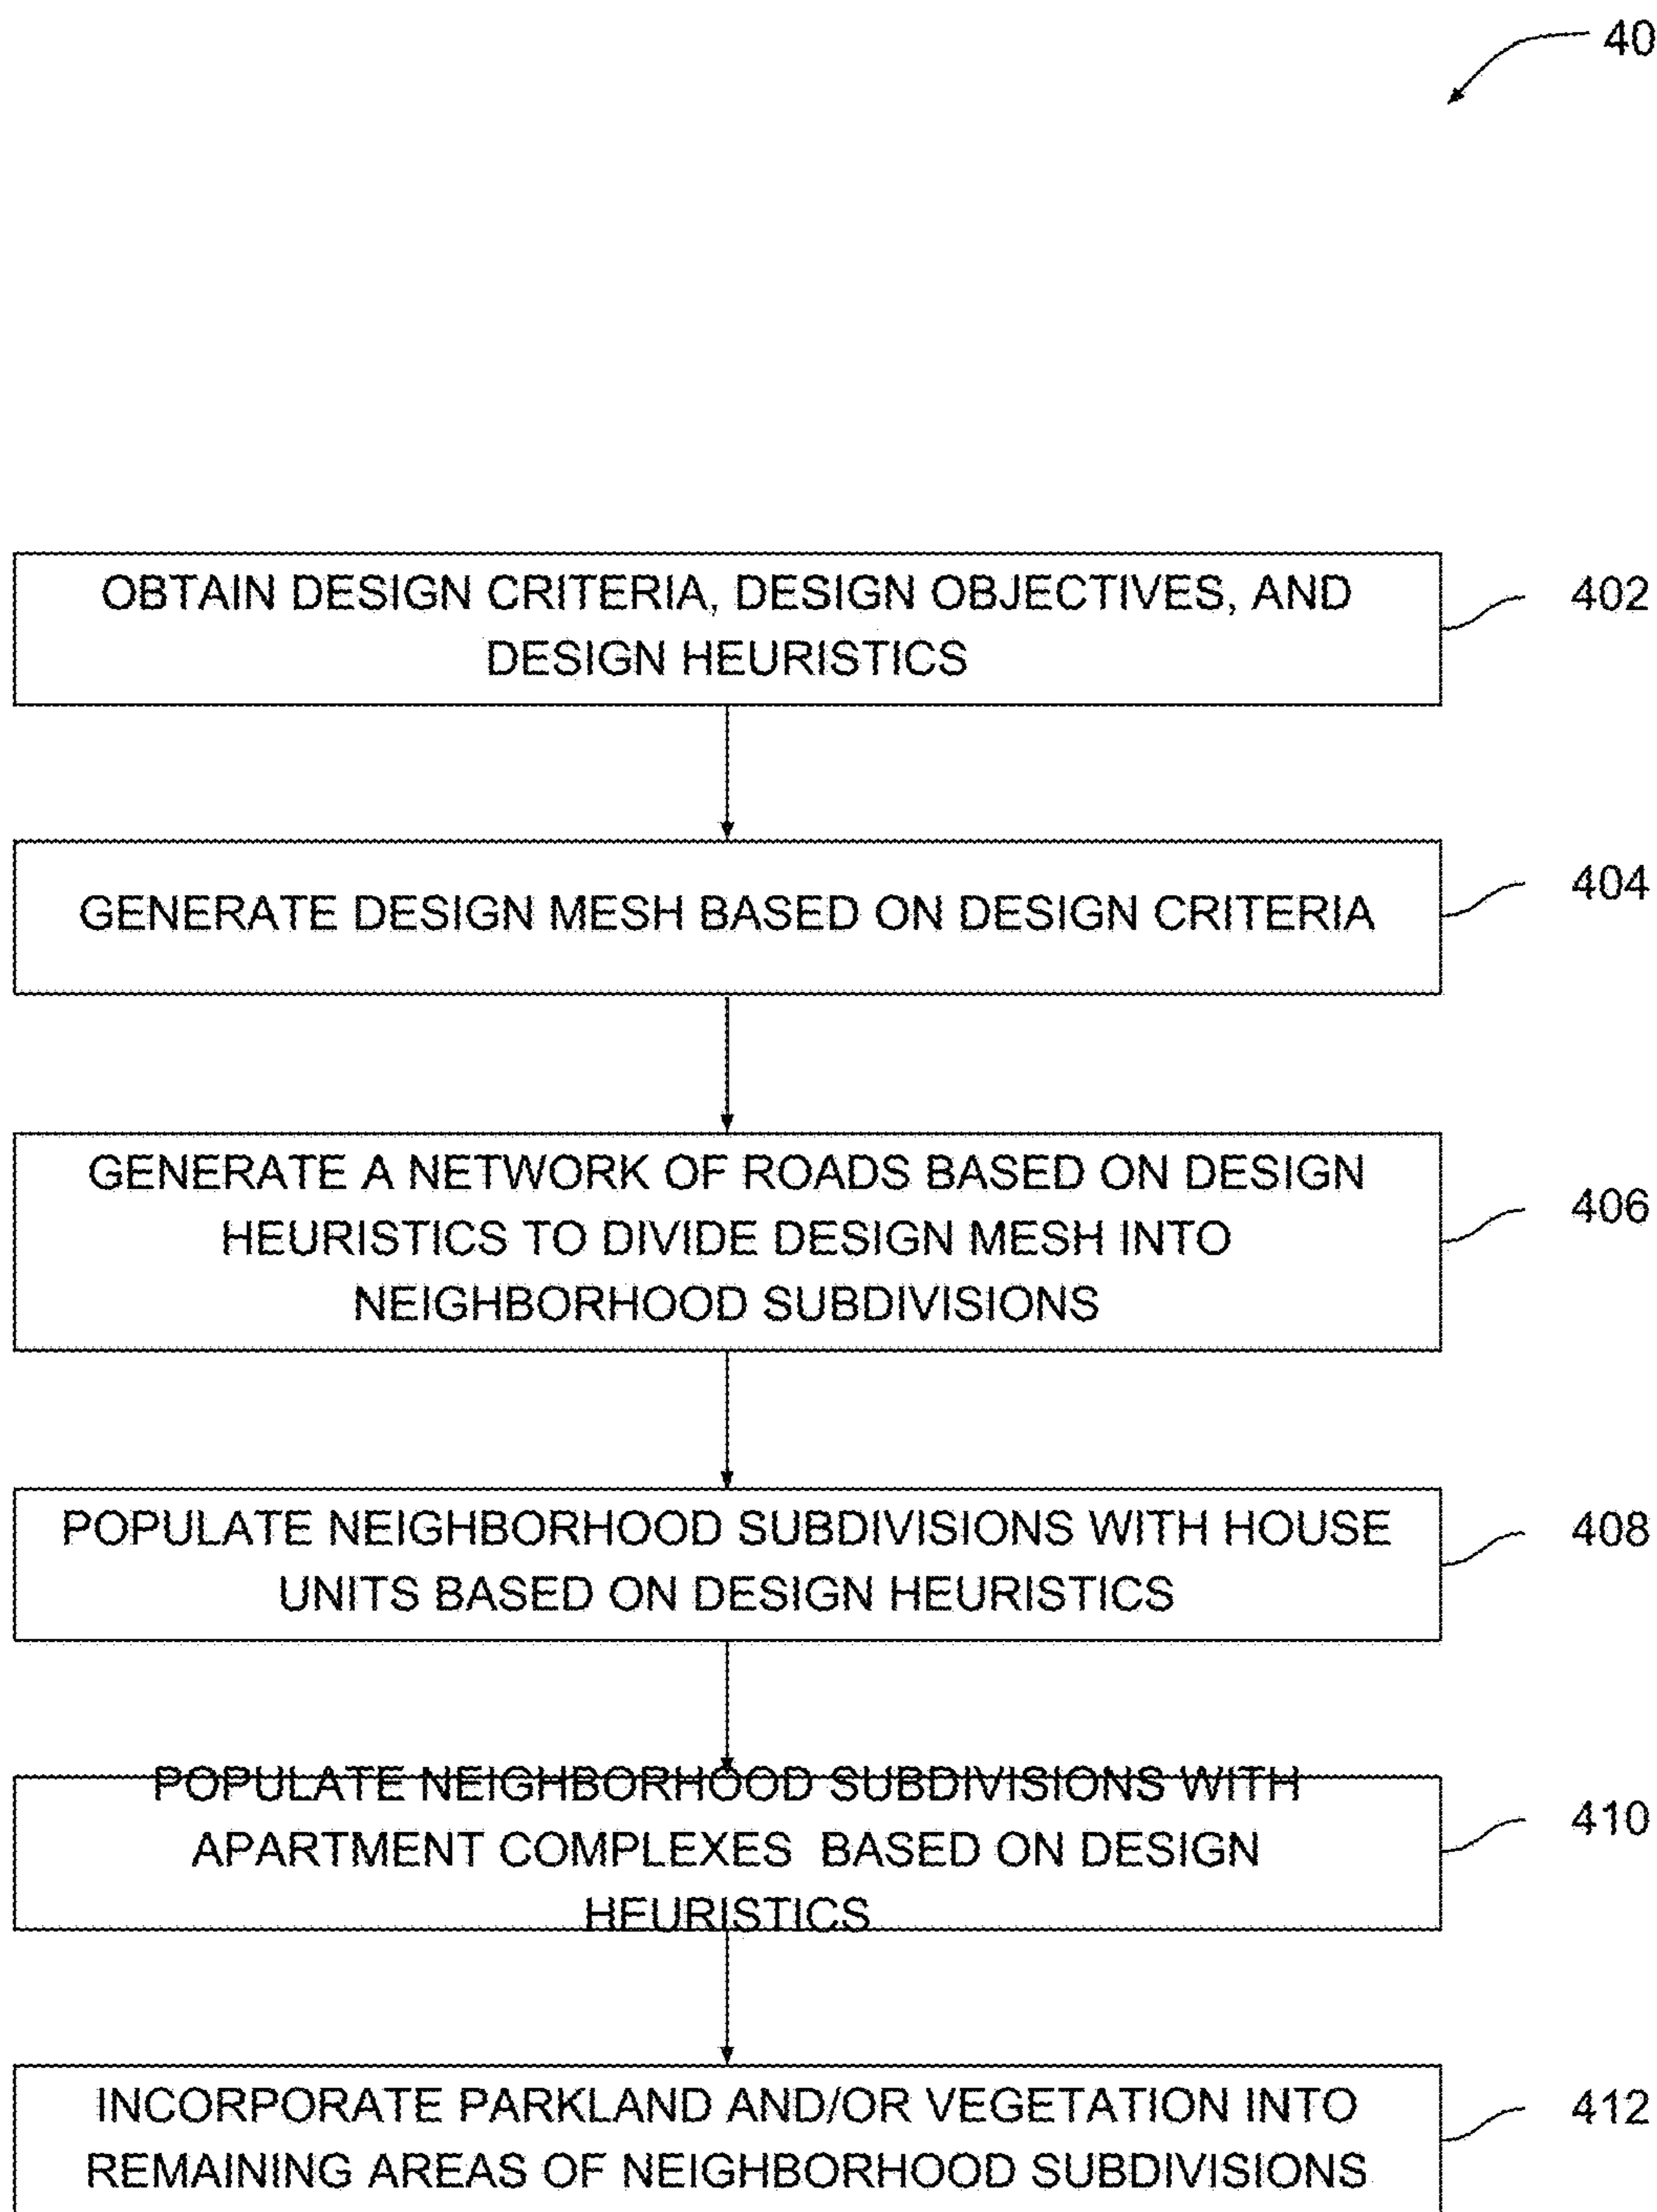 40
OBTAIN DESIGN CRITERIA, DESIGN OBJECTIVES, AND
DESIGN HEURISTICS
402
GENERATE DESIGN MESH BASED ON DESIGN CRITERIA
404
GENERATE A NETWORK OF ROADS BASED ON DESIGN
HEURISTICS TO DIVIDE DESIGN MESH INTO
NEIGHBORHOOD SUBDIVISIONS
406
POPULATE NEIGHBORHOOD SUBDIVISIONS WITH HOUSE
UNITS BASED ON DESIGN HEURISTICS
408
POPULATE NEIGHBORHOOD SUBDIVISIONS WITH
APARTMENT COMPLEXES BASED ON DESIGN
HEURISTICS
410
INCORPORATE PARKLAND AND/OR VEGETATION INTO
REMAINING AREAS OF NEIGHBORHOOD SUBDIVISIONS
412